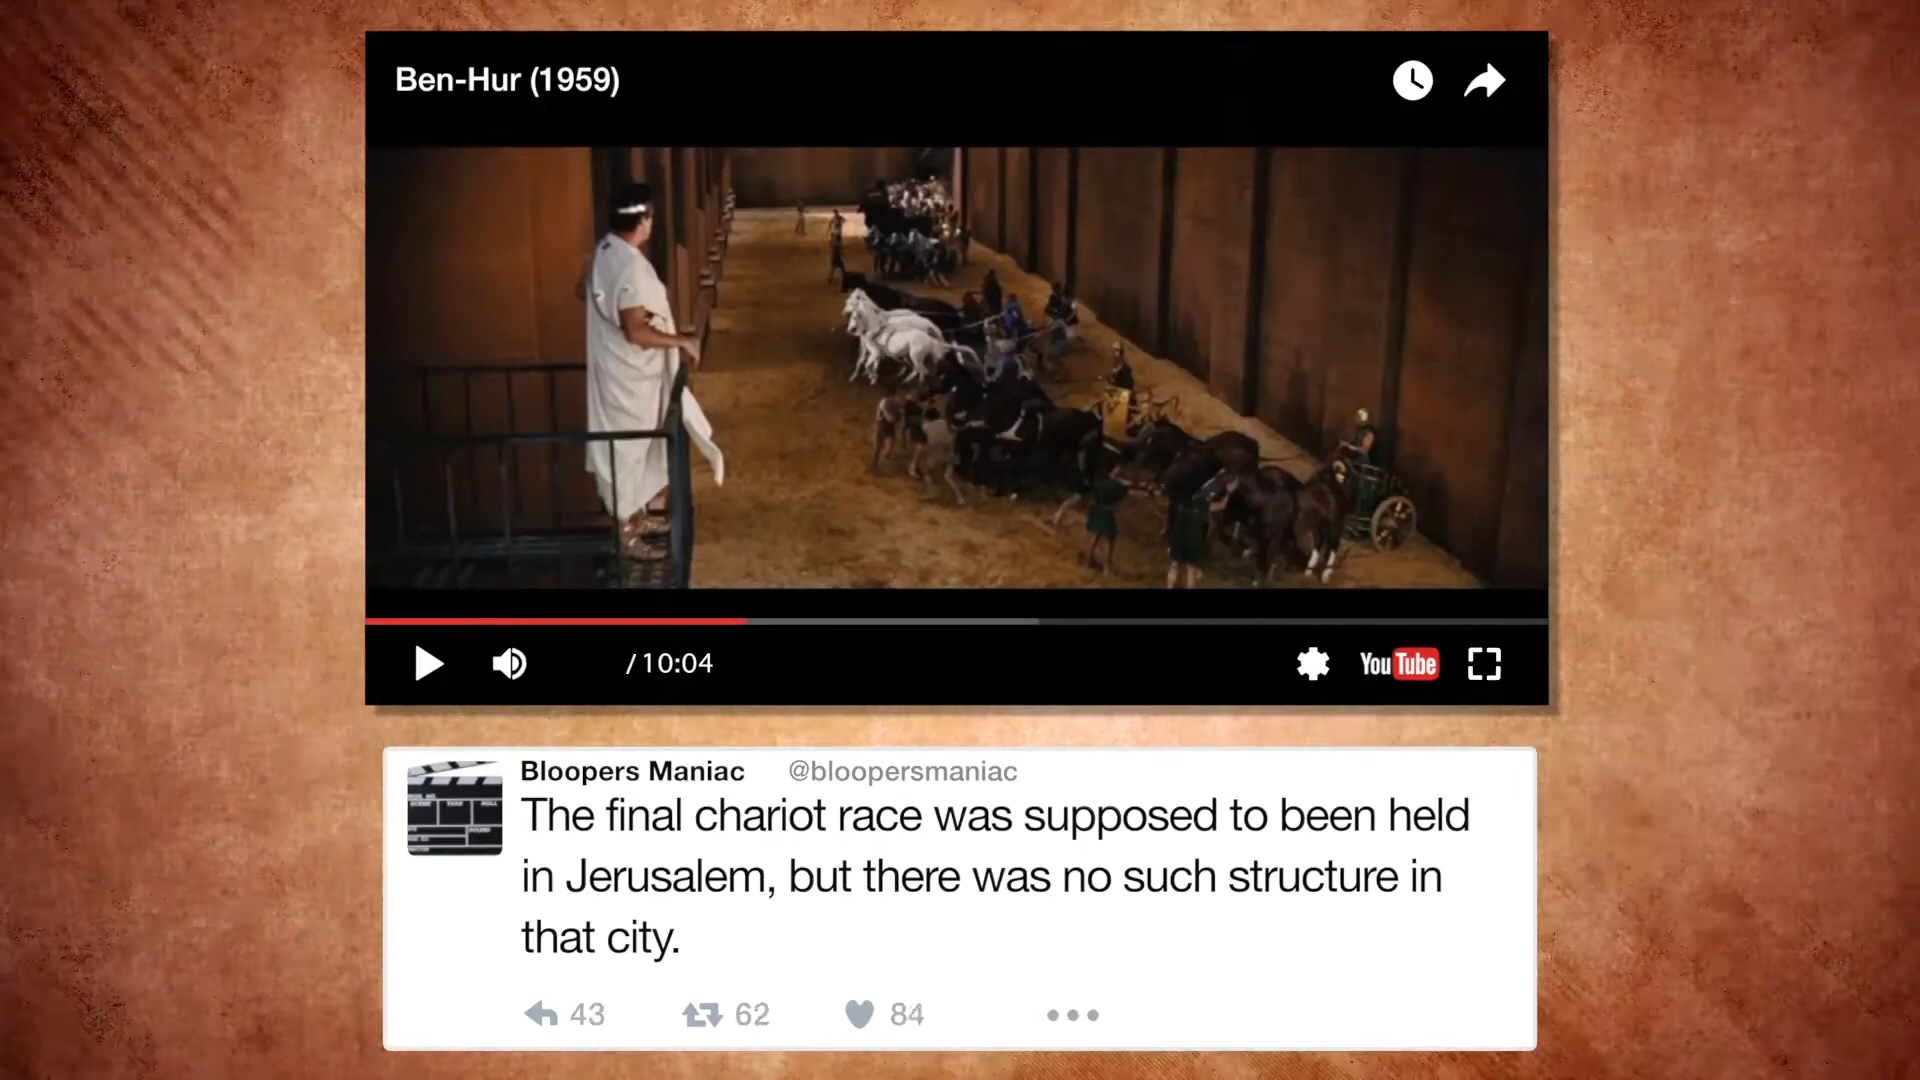 Ben-Hur (1959)
/ 10:04
YouTube
Bloopers Maniac @bloopersmaniac
The final chariot race was supposed to been held
in Jerusalem, but there was no such structure in
that city.
43 62 84